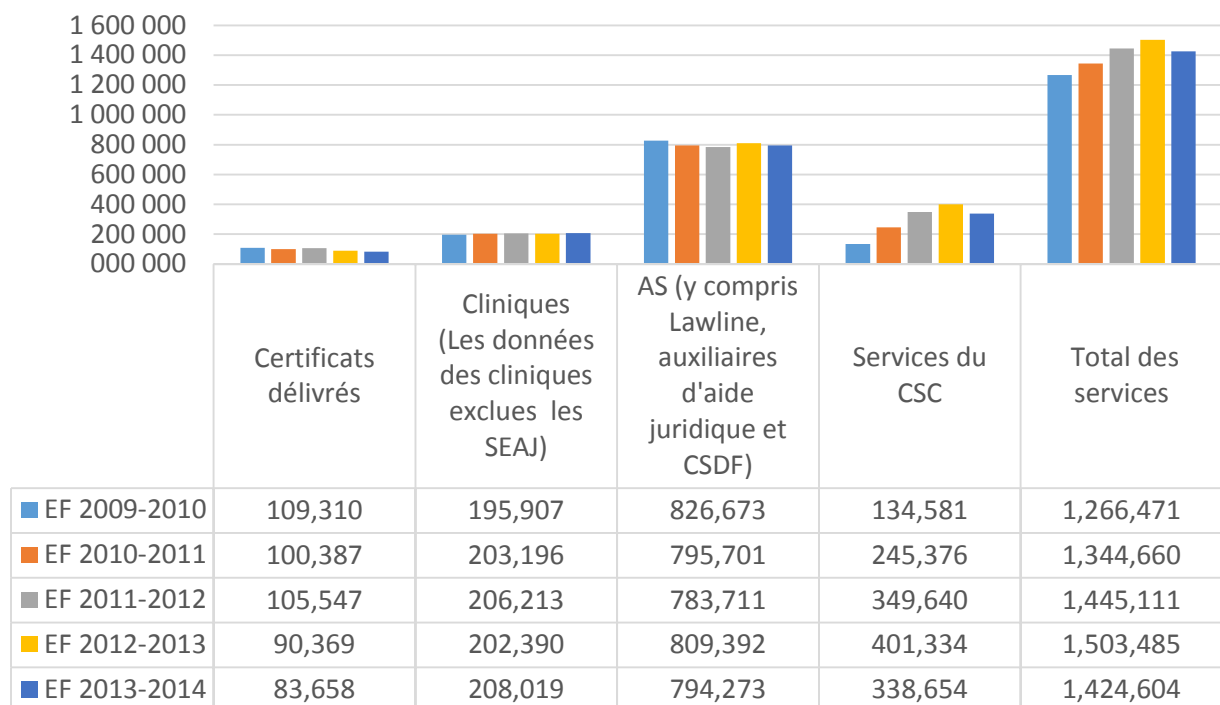 1 600 000
1 400 000
1 200 000
1 000 000
800 000
600 000
400 000
200 000
000 000
Certificats
délivrés
Cliniques
(Les données
des cliniques
exclues les
SEAJ)
AS (y compris
Lawline,
auxiliaires
d'aide
juridique et
CSDF)
Services du
CSC
Total des
services
EF 2009-2010 109,310 195,907 826,673 134,581 1,266,471
EF 2010-2011 100,387 203,196 795,701 245,376 1,344,660
EF 2011-2012 105,547 206,213 783,711 349,640 1,445,111
EF 2012-2013 90,369 202,390 809,392 401,334 1,503,485
EF 2013-2014 83,658 208,019 794,273 338,654 1,424,604